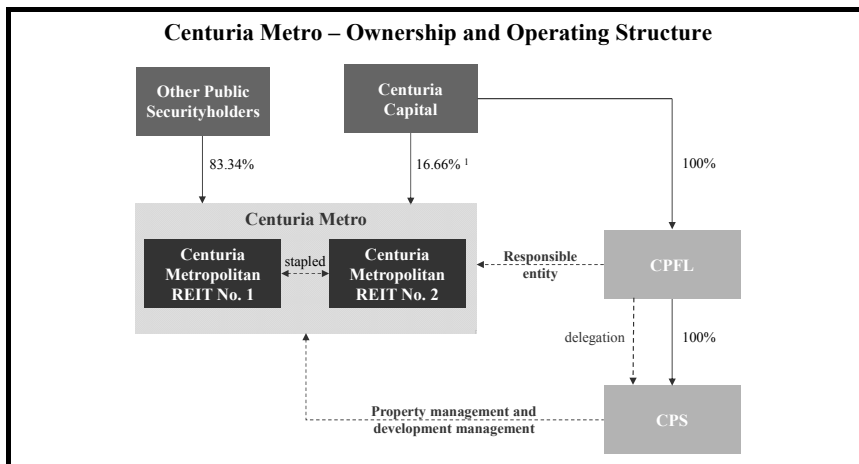 Centuria Metro – Ownership and Operating Structure
Other Public
Securityholders
Centuria
Capital
83.34%
16.66% 1
100%
Centuria Metro
Centuria
Metropolitan
REIT No. 1
stapled
Centuria
Metropolitan
REIT No. 2
Responsible
entity
CPFL
delegation
100%
Property management and
development management
CPS